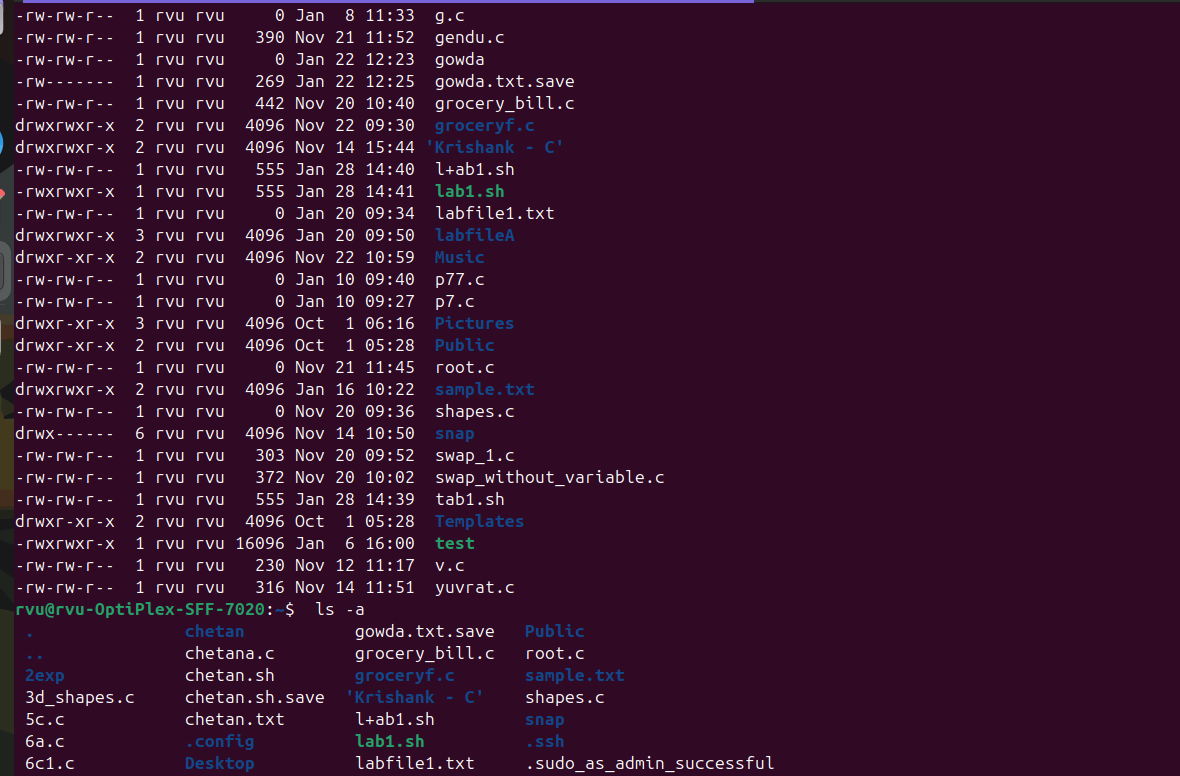 -rw-rw-r--  1 rvu rvu     0 Jan  8 11:33  g.c
-rw-rw-r--  1 rvu rvu   390 Nov 21 11:52  gendu.c
-rw-rw-r--  1 rvu rvu     0 Jan 22 12:23  gowda
-rw-------  1 rvu rvu   269 Jan 22 12:25  gowda.txt.save
-rw-rw-r--  1 rvu rvu   442 Nov 20 10:40  grocery_bill.c
drwxrwxr-x  2 rvu rvu  4096 Nov 22 09:30  groceryf.c
drwxrwxr-x  2 rvu rvu  4096 Nov 14 15:44 'Krishank - C'
-rw-rw-r--  1 rvu rvu   555 Jan 28 14:40  l+ab1.sh
-rwxrwxr-x  1 rvu rvu   555 Jan 28 14:41  lab1.sh
-rw-rw-r--  1 rvu rvu     0 Jan 20 09:34  labfile1.txt
drwxrwxr-x  3 rvu rvu  4096 Jan 20 09:50  labfileA
drwxr-xr-x  2 rvu rvu  4096 Nov 22 10:59  Music
-rw-rw-r--  1 rvu rvu     0 Jan 10 09:40  p77.c
-rw-rw-r--  1 rvu rvu     0 Jan 10 09:27  p7.c
drwxr-xr-x  3 rvu rvu  4096 Oct  1 06:16  Pictures
drwxr-xr-x  2 rvu rvu  4096 Oct  1 05:28  Public
-rw-rw-r--  1 rvu rvu     0 Nov 21 11:45  root.c
drwxrwxr-x  2 rvu rvu  4096 Jan 16 10:22  sample.txt
-rw-rw-r--  1 rvu rvu     0 Nov 20 09:36  shapes.c
drwx------  6 rvu rvu  4096 Nov 14 10:50  snap
-rw-rw-r--  1 rvu rvu   303 Nov 20 09:52  swap_1.c
-rw-rw-r--  1 rvu rvu   372 Nov 20 10:02  swap_without_variable.c
-rw-rw-r--  1 rvu rvu   555 Jan 28 14:39  tab1.sh
drwxr-xr-x  2 rvu rvu  4096 Oct  1 05:28  Templates
-rwxrwxr-x  1 rvu rvu 16096 Jan  6 16:00  test
-rw-rw-r--  1 rvu rvu   230 Nov 12 11:17  v.c
-rw-rw-r--  1 rvu rvu   316 Nov 14 11:51  yuvrat.c
rvu@rvu-OptiPlex-SFF-7020:~$  ls -a
 .               chetan           gowda.txt.save   Public
 ..              chetana.c        grocery_bill.c   root.c
 2exp            chetan.sh        groceryf.c       sample.txt
 3d_shapes.c     chetan.sh.save  'Krishank - C'    shapes.c
 5c.c            chetan.txt       l+ab1.sh         snap
 6a.c            .config          lab1.sh          .ssh
 6c1.c           Desktop          labfile1.txt     .sudo_as_admin_successful